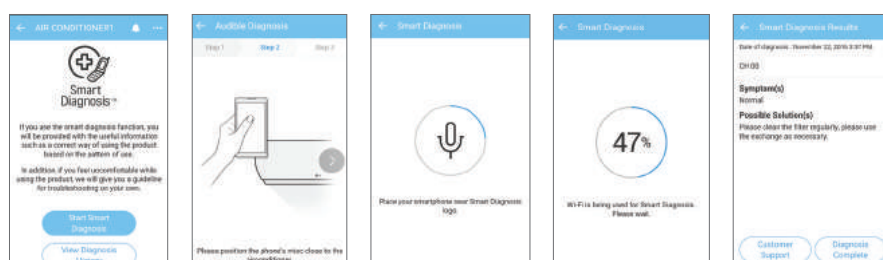 AIR CONDITIONER1
Smart
Diagnosis™
If you use the smart diagnosis function, you
will be provided with the useful information
such as a correct way of using the product
based on the pattern of use.
In addition, if you feel uncomfortable while
using the product, we will give you a guideline
for troubleshooting on your own.
Start Smart
Diagnosis
View Diagnosis
History
Audible Diagnosis
Step 1 Step 2 Step 3
Please position the phone's misc close to the
airconditioner
Smart Diagnosis
Place your smartphone near Smart Diagnosis
logo.
Smart Diagnosis
47%
Wi-Fi is being used for Smart Diagnosis.
Please wait.
Smart Diagnosis Results
Date of diagnosis : November 22, 2016 3:37 PM
CH 00
Symptom(s)
Normal
Possible Solution(s)
Please clean the filter regularly, please use
the exchange as necessary.
Customer
Support
Diagnosis
Complete